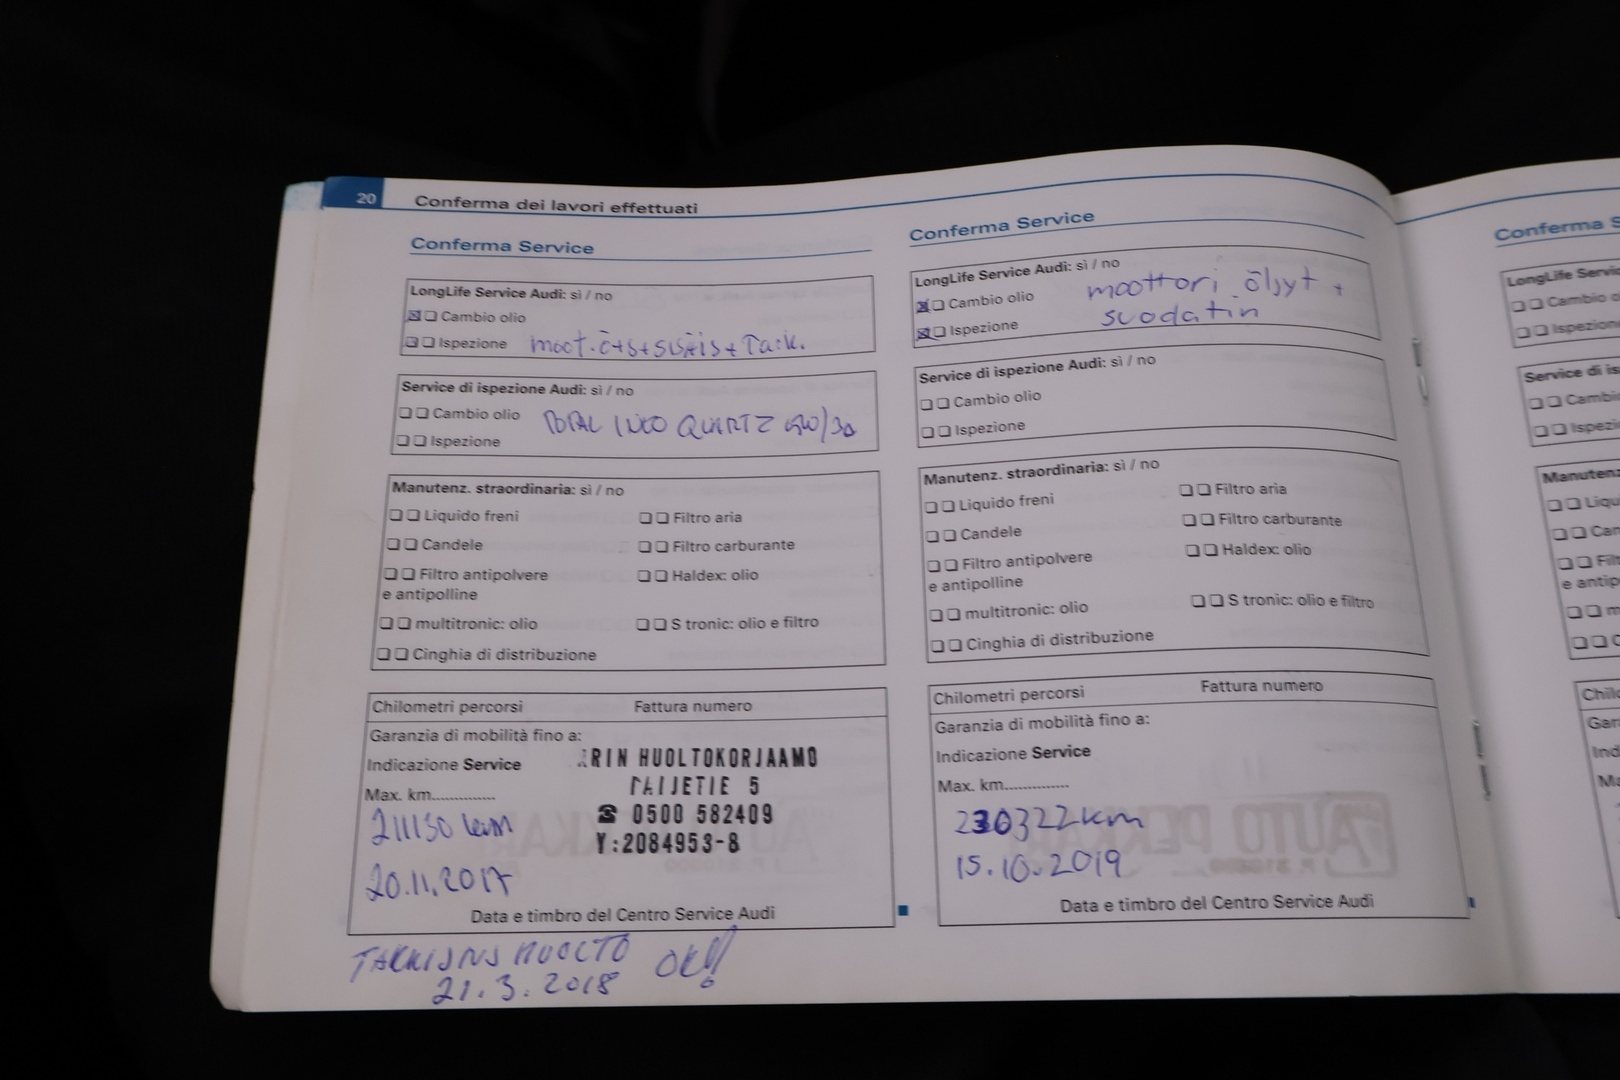 20
Conferma dei lavori effettuati
Conferma Service
LongLife Service Audi: sì / no
Cambio olio
Ispezione
Service di ispezione Audi: sì / no
Cambio olio
QUARTZ
Ispezione
Manutenz. straordinaria: sì / no
Liquido freni
Filtro aria
Candele
Filtro carburante
Filtro antipolvere
e antipolline
Haldex: olio
multitronic: olio
S tronic: olio e filtro
Cinghia di distribuzione
Chilometri percorsi
Fattura numero
Garanzia di mobilità fino a:
Indicazione Service
RIN HUOLTOKORJAAMO
5
Max. km..............
☎ 0500 582409
Y:2084953-8
211130 km
20.11.2017
Data e timbro del Centro Service Audi
21.3.2018
OK!!
Conferma Service
LongLife Service Audi: sì / no
Cambio olio
moottori öljyt +
Ispezione
suodatin
Service di ispezione Audi: sì / no
Cambio olio
Ispezione
Manutenz. straordinaria: sì / no
Liquido freni
Filtro aria
Candele
Filtro carburante
Filtro antipolvere
e antipolline
Haldex: olio
multitronic: olio
S tronic: olio e filtro
Cinghia di distribuzione
Chilometri percorsi
Fattura numero
Garanzia di mobilità fino a:
Indicazione Service
Max. km..............
230322 km
15.10.2019
Data e timbro del Centro Service Audi
Conferma
LongLife